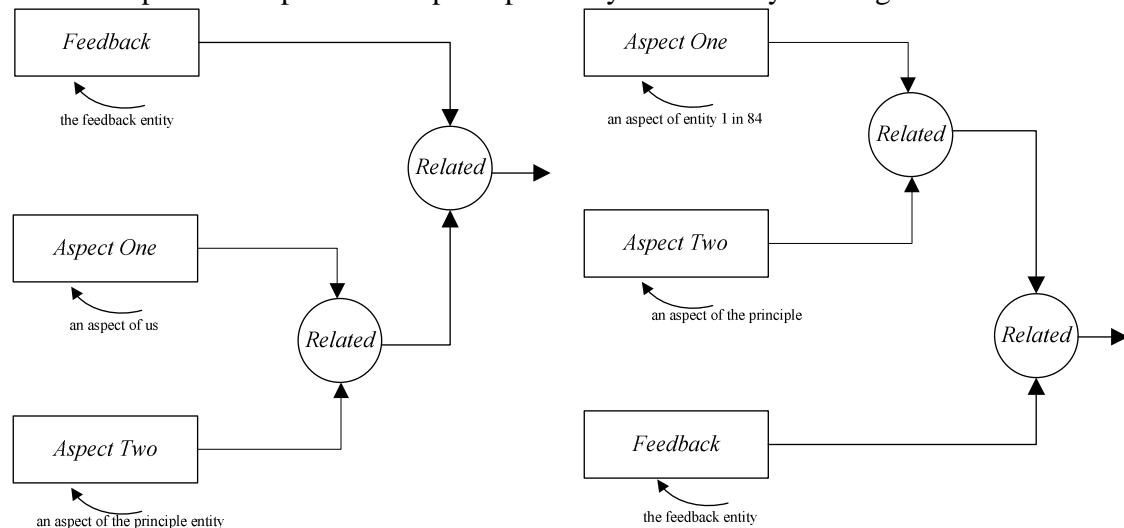 Feedback
the feedback entity
Related
Aspect One
an aspect of us
Related
Aspect Two
an aspect of the principle entity
Aspect One
an aspect of entity 1 in 84
Related
Aspect Two
an aspect of the principle
Related
Feedback
the feedback entity